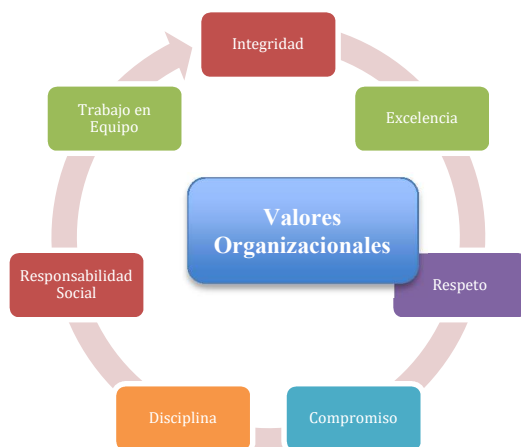 Integridad
Trabajo en
Equipo
Excelencia
Valores
Organizacionales
Responsabilidad
Social
Respeto
Disciplina
Compromiso